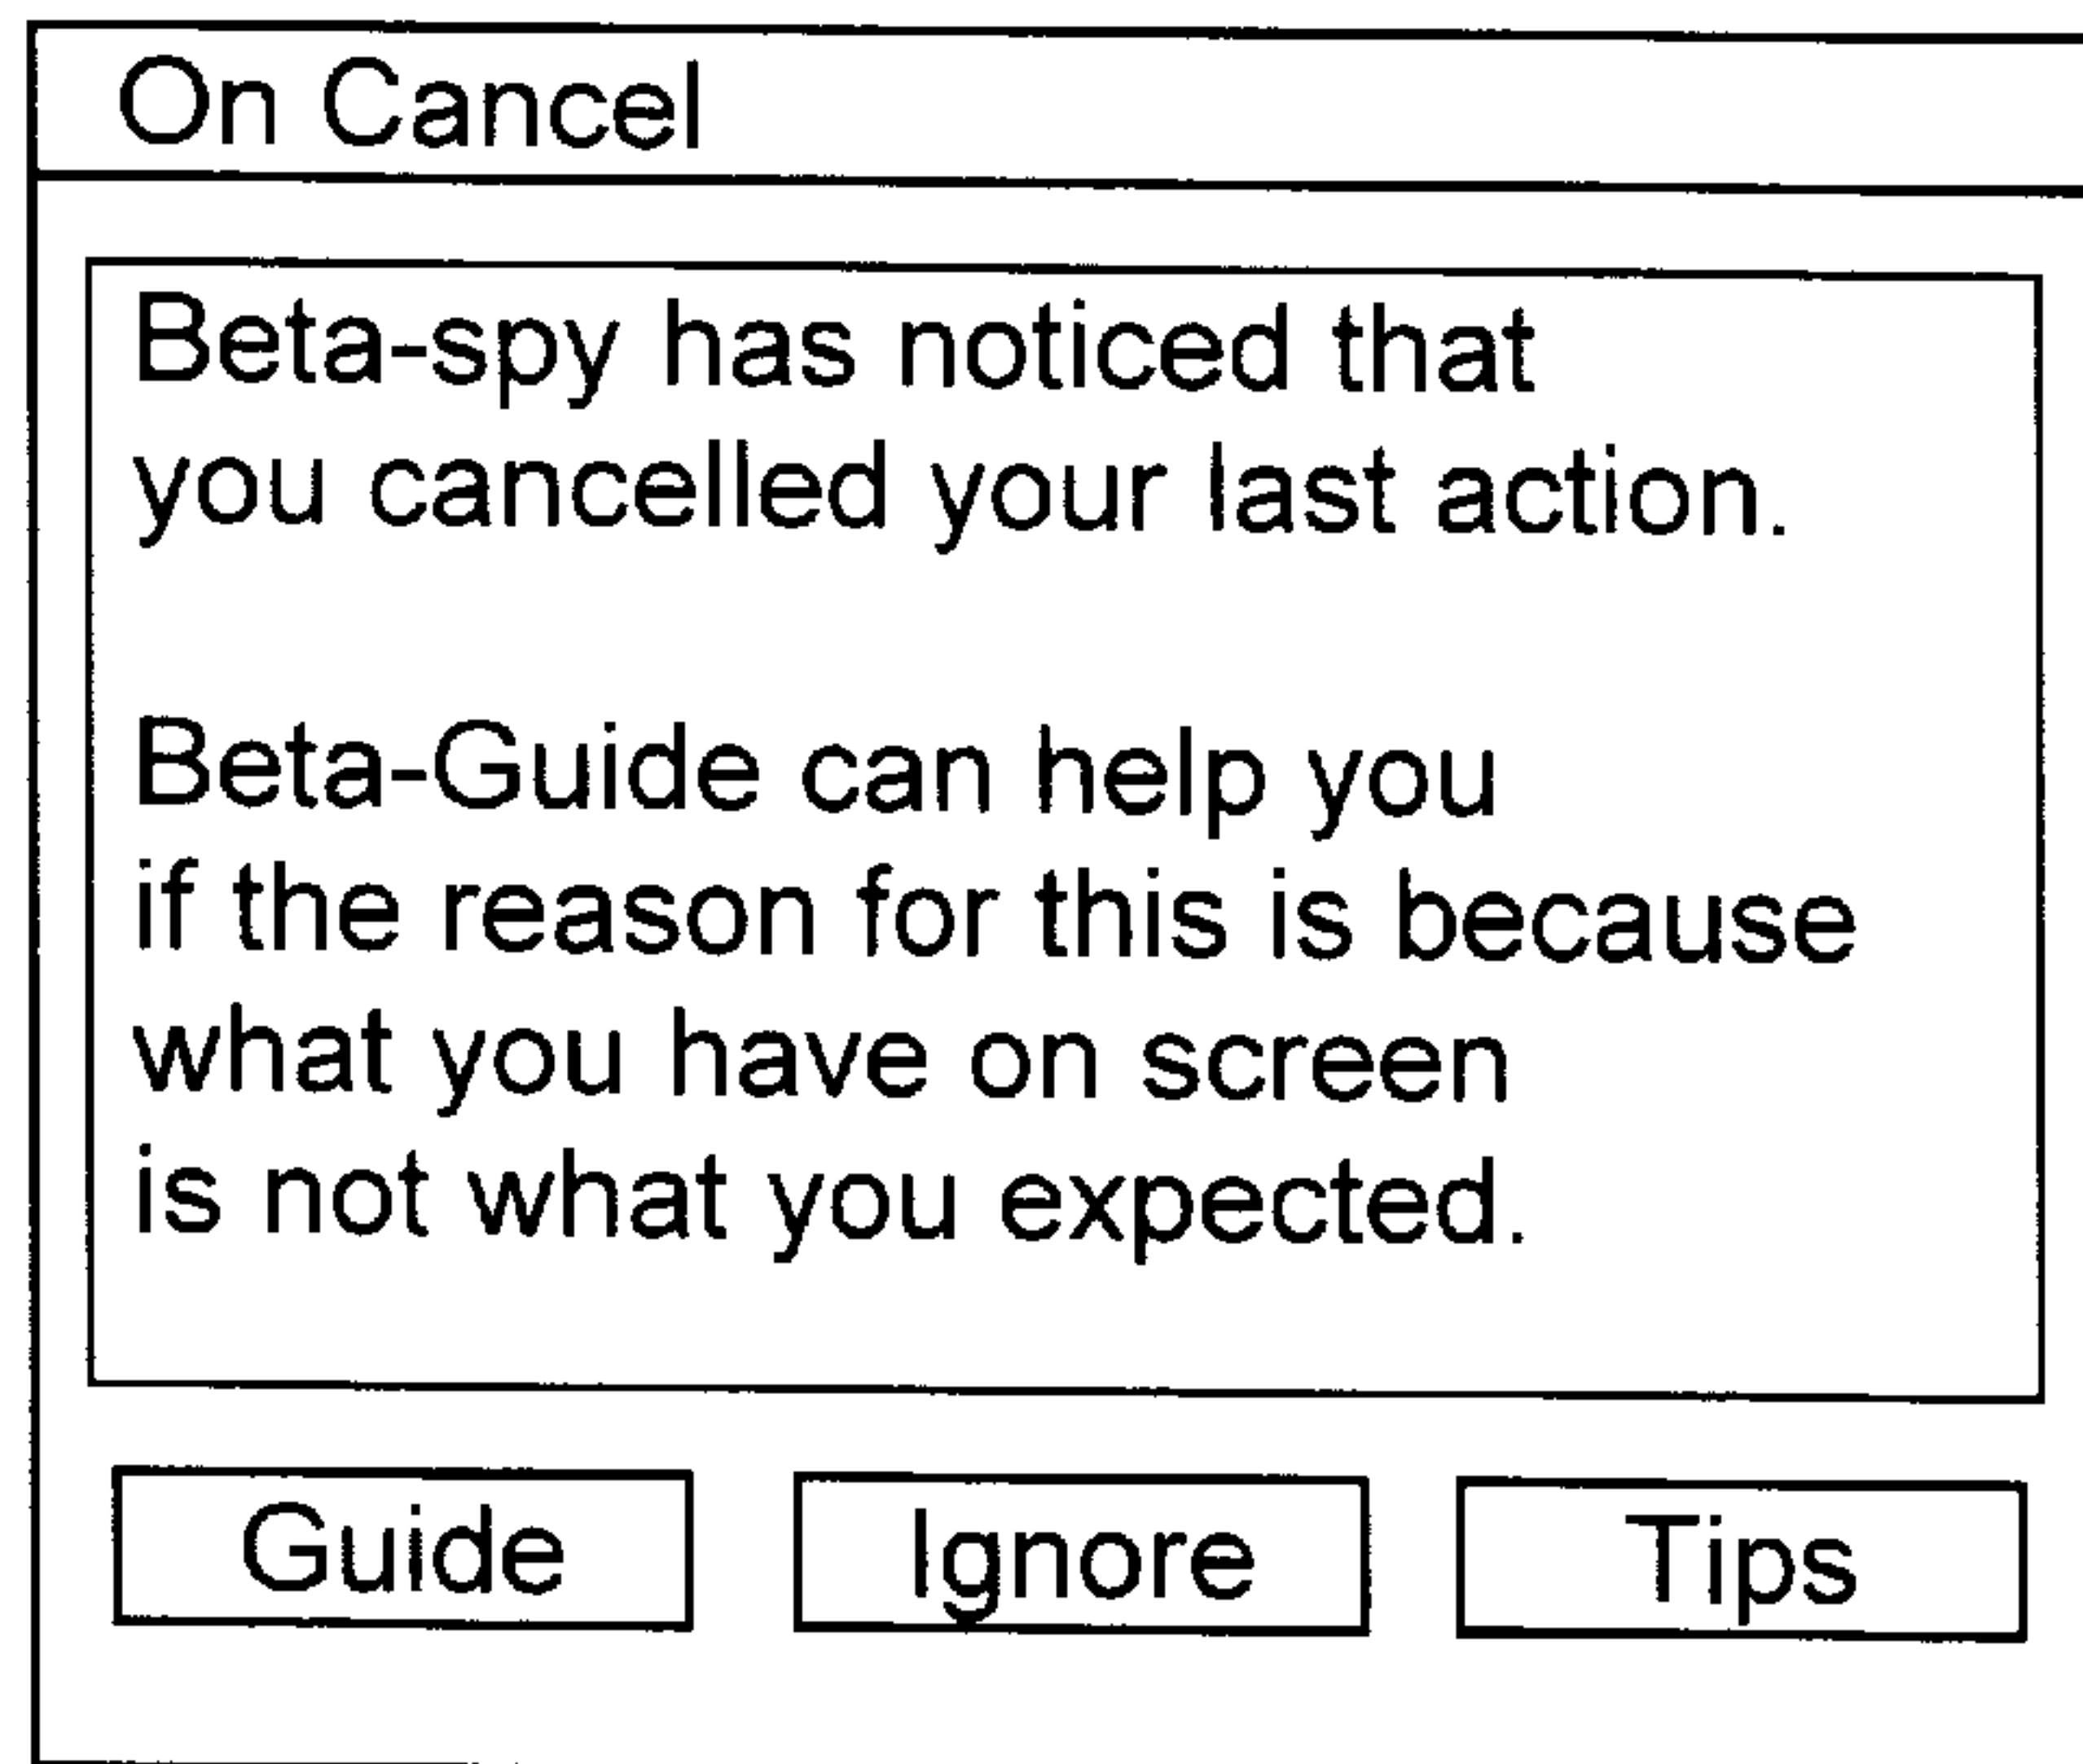 On Cancel
Beta-spy has noticed that
you cancelled your last action.
Beta-Guide can help you
if the reason for this is because
what you have on screen
is not what you expected.
Guide
Ignore
Tips